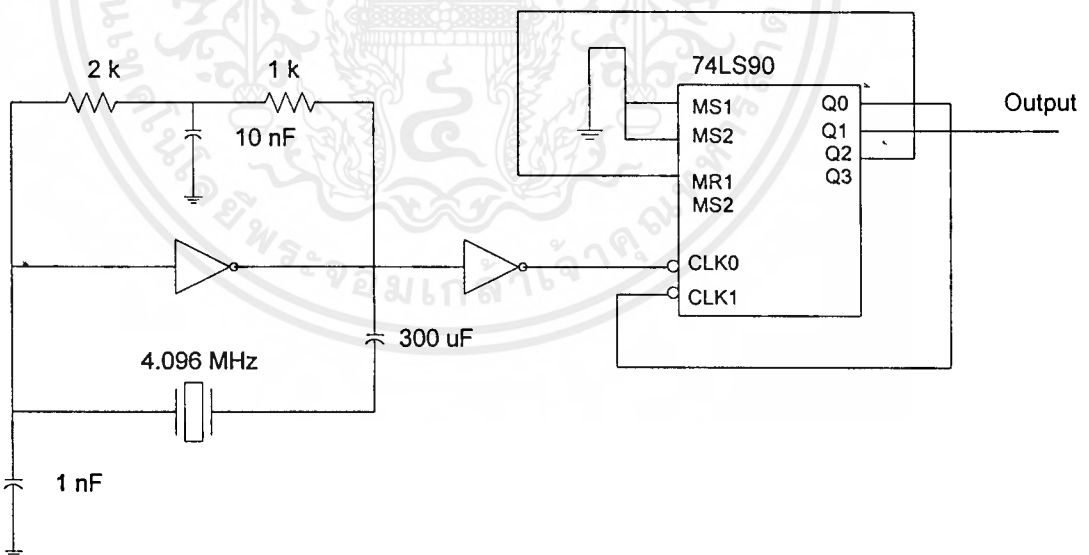 2 k
1 k
10 nF
300 uF
4.096 MHz
1 nF
74LS90
MS1
MS2
MR1
MS2
CLK0
CLK1
Q0
Q1
Q2
Q3
Output